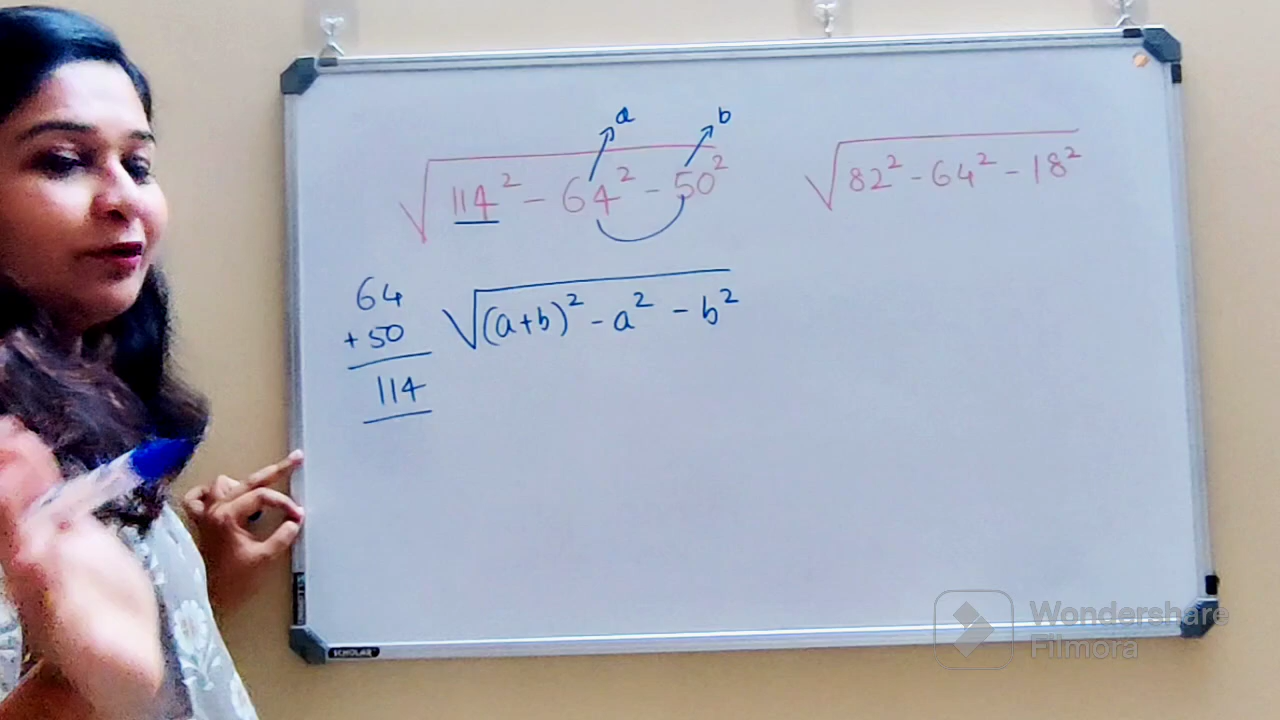 a b
√114² - 64² - 50²
√82² - 64² - 18²
64
+ 50
114
√(a+b)² - a² - b²
Wondershare
Filmora
SCHOLAR